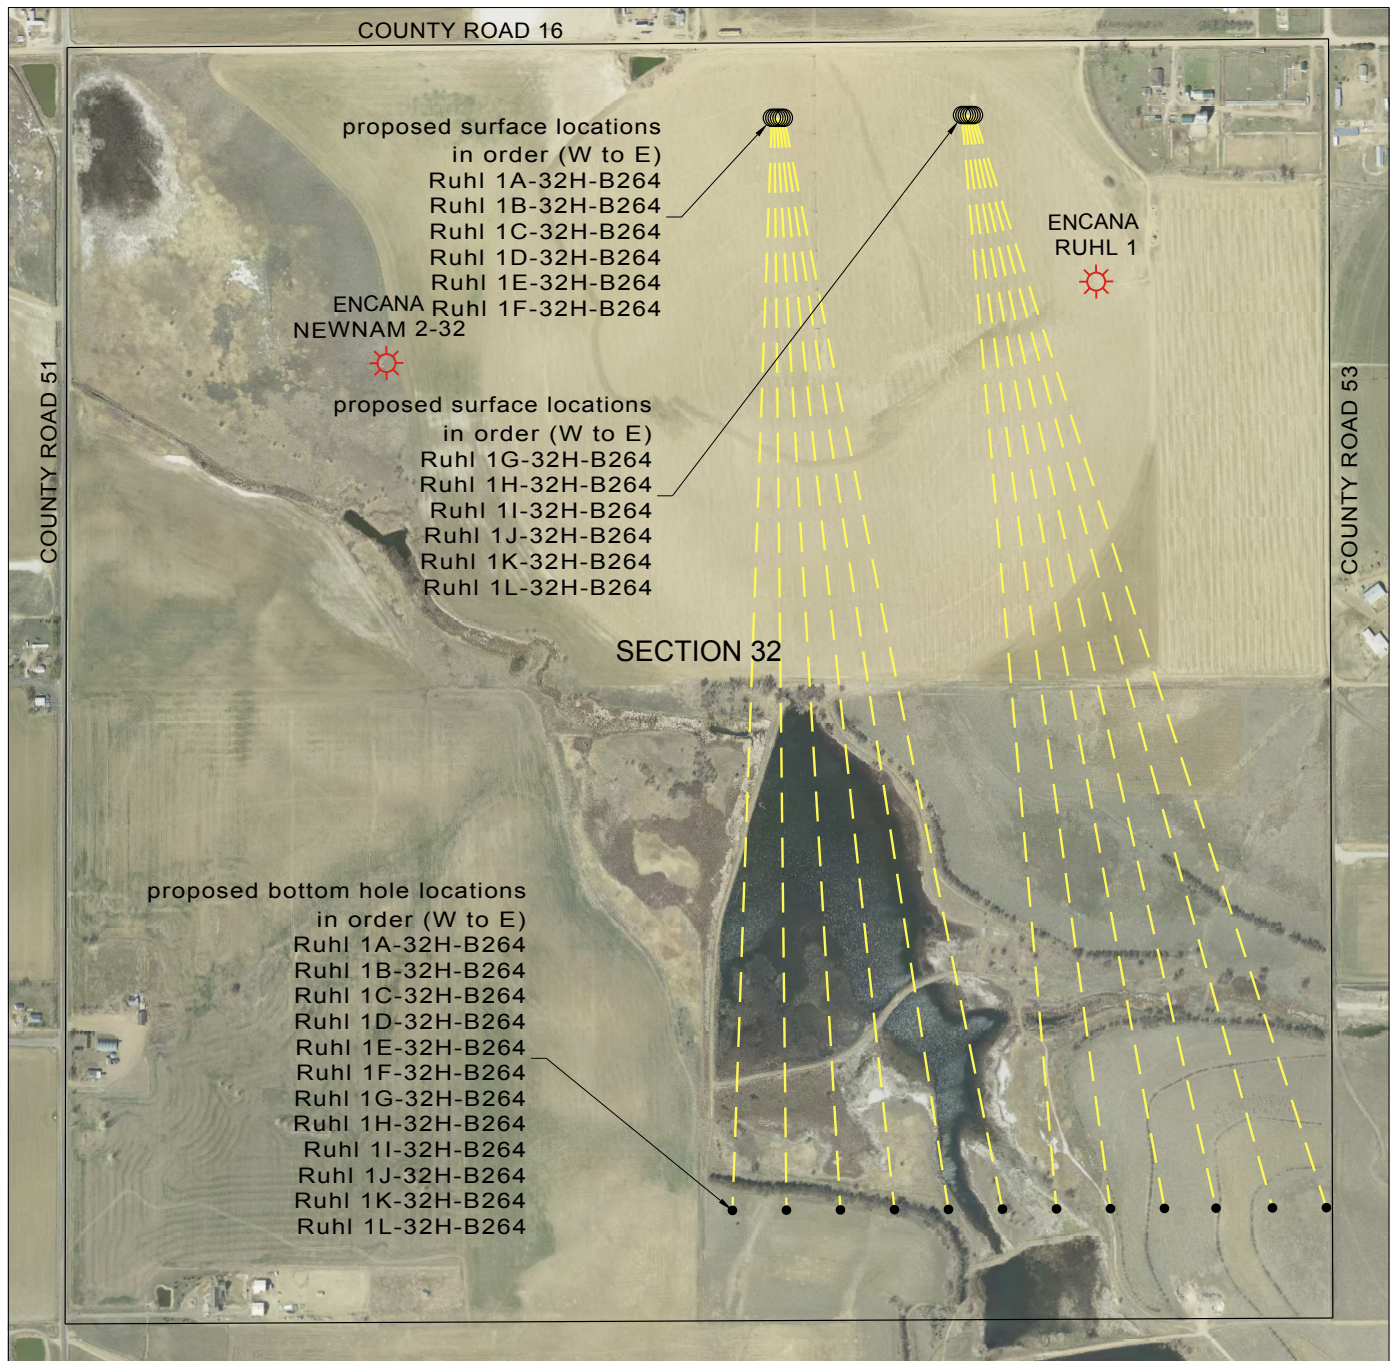 COUNTY ROAD 16
proposed surface locations
in order (W to E)
Ruhl 1A-32H-B264
Ruhl 1B-32H-B264
Ruhl 1C-32H-B264
Ruhl 1D-32H-B264
Ruhl 1E-32H-B264
Ruhl 1F-32H-B264
ENCANA
RUHL 1
ENCANA
NEWNAM 2-32
COUNTY ROAD 51
COUNTY ROAD 53
proposed surface locations
in order (W to E)
Ruhl 1G-32H-B264
Ruhl 1H-32H-B264
Ruhl 1I-32H-B264
Ruhl 1J-32H-B264
Ruhl 1K-32H-B264
Ruhl 1L-32H-B264
SECTION 32
proposed bottom hole locations
in order (W to E)
Ruhl 1A-32H-B264
Ruhl 1B-32H-B264
Ruhl 1C-32H-B264
Ruhl 1D-32H-B264
Ruhl 1E-32H-B264
Ruhl 1F-32H-B264
Ruhl 1G-32H-B264
Ruhl 1H-32H-B264
Ruhl 1I-32H-B264
Ruhl 1J-32H-B264
Ruhl 1K-32H-B264
Ruhl 1L-32H-B264